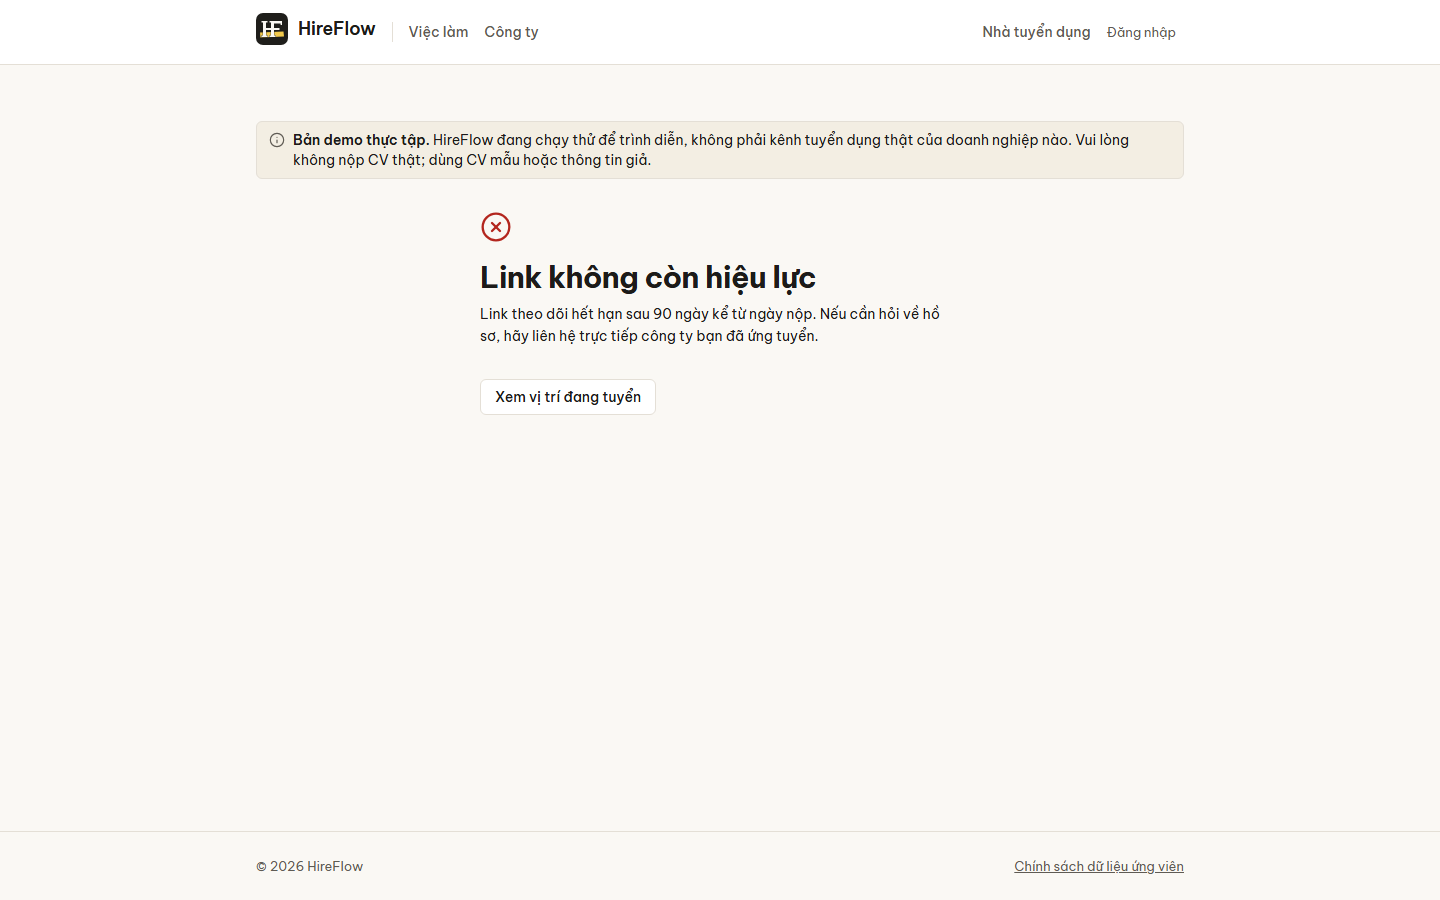 HF
HireFlow
Việc làm
Công ty
Nhà tuyển dụng
Đăng nhập
Bản demo thực tập. HireFlow đang chạy thử để trình diễn, không phải kênh tuyển dụng thật của doanh nghiệp nào. Vui lòng
không nộp CV thật; dùng CV mẫu hoặc thông tin giả.
Link không còn hiệu lực
Link theo dõi hết hạn sau 90 ngày kể từ ngày nộp. Nếu cần hỏi về hồ
sơ, hãy liên hệ trực tiếp công ty bạn đã ứng tuyển.
Xem vị trí đang tuyển
© 2026 HireFlow
Chính sách dữ liệu ứng viên